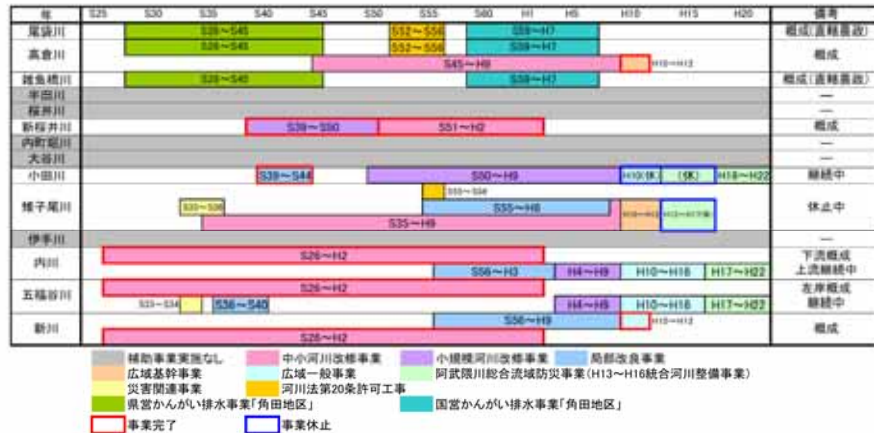 年 S25 S30 S35 S40 S45 S50 S55 S60 H1 H5 H10 H15 H20 備考
尾袋川 S28～S45 S52～S56 S59～H7 概成(直轄農政)
高倉川 S28～S45 S52～S56 S59～H7 概成
S45～H9 H10～H12
雑魚橋川 S28～S45 S59～H7 概成(直轄農政)
半田川 ―
桜井川 ―
新桜井川 S39～S50 S51～H2 概成
内町堀川 ―
大谷川 ―
小田川 S39～S44 S50～H9 H10(休) (休) H18～H22 継続中
雉子尾川 S55～S56 休止中
S33～S36 S55～H8
S35～H9
伊手川 ―
内川 S26～H2 下流概成
S56～H3 H4～H9 H10～H16 H17～H22 上流継続中
五福谷川 S26～H2 左岸概成
S33～S34 S36～S40 H4～H9 H10～H16 H17～H22 継続中
新川 S56～H9 H10～H12 概成
S26～H2
補助事業実施なし 中小河川改修事業 小規模河川改修事業 局部改良事業
広域基幹事業 広域一般事業 阿武隈川総合流域防災事業(H13～H16統合河川整備事業)
災害関連事業 河川法第20条許可工事
県営かんがい排水事業「角田地区」 国営かんがい排水事業「角田地区」
事業完了 事業休止